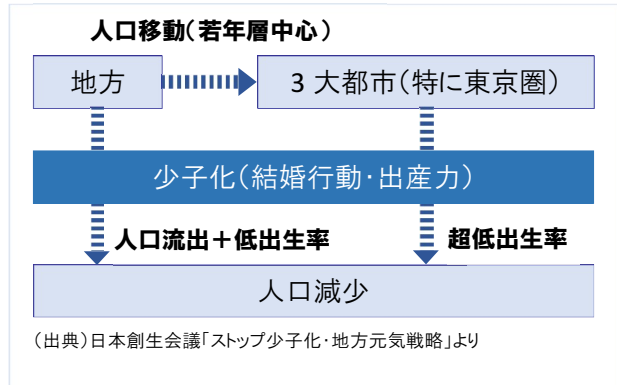 人口移動（若年層中心）
地方
3 大都市（特に東京圏）
少子化（結婚行動･出産力）
人口流出＋低出生率
超低出生率
人口減少
（出典）日本創生会議「ストップ少子化･地方元気戦略」より